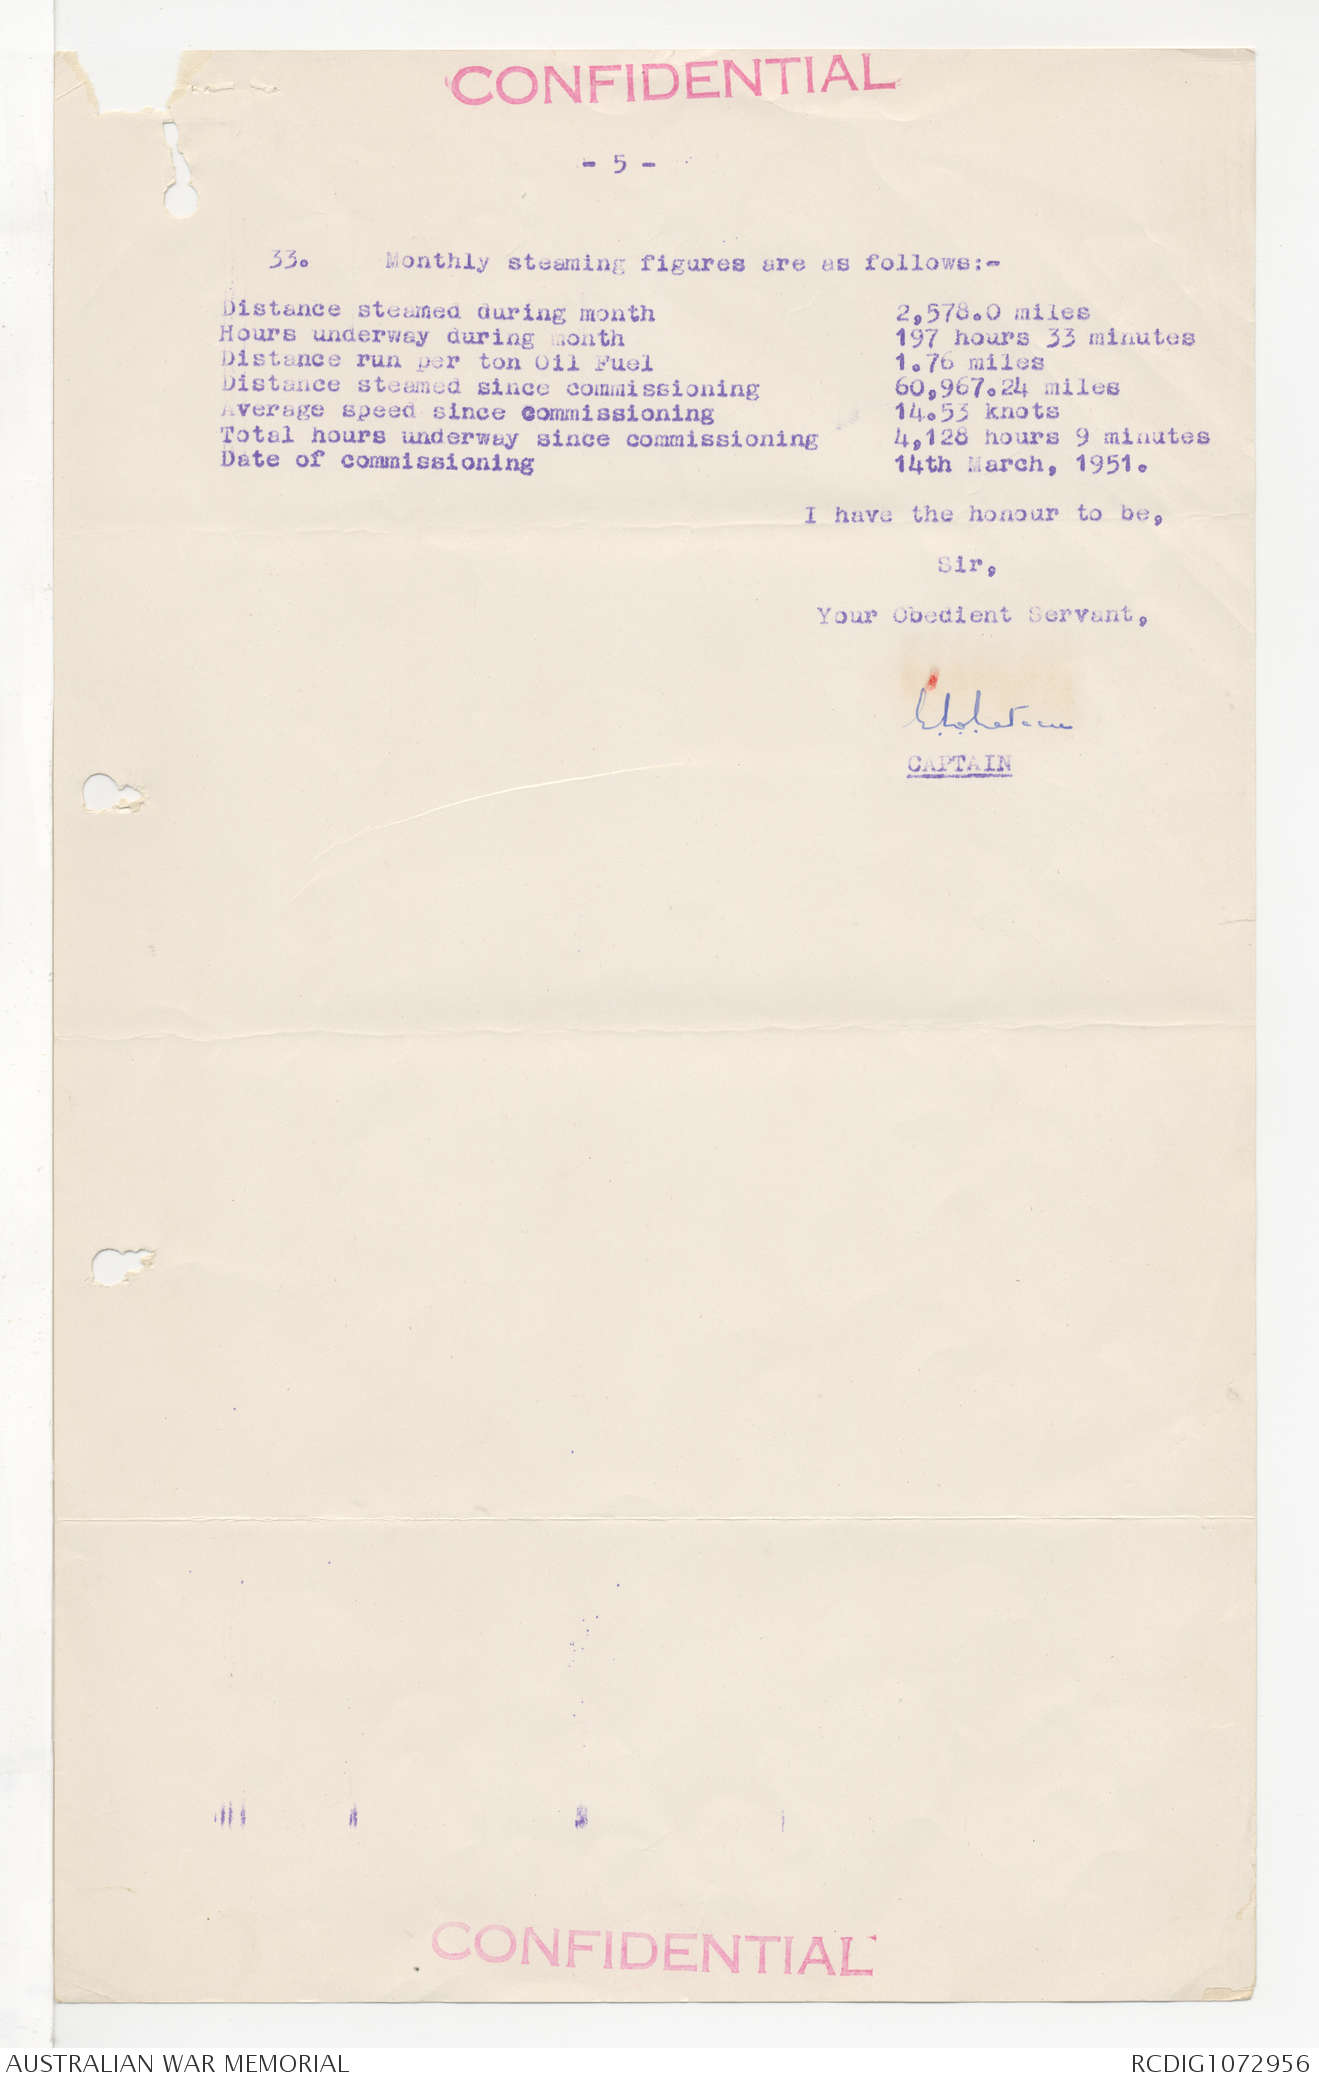 CONFIDENTIAL
- 5 -
33. Monthly steaming figures are as follows:-
Distance steamed during month 2,578.0 miles
Hours underway during month 197 hours 33 minutes
Distance run per ton Oil Fuel 1.76 miles
Distance steamed since commissioning 60,967.24 miles
Average speed since commissioning 14.53 knots
Total hours underway since commissioning 4,128 hours 9 minutes
Date of commissioning 14th March, 1951.
I have the honour to be,
Sir,
Your Obedient Servant,
CAPTAIN
CONFIDENTIAL
AUSTRALIAN WAR MEMORIAL
RCDIG1072956